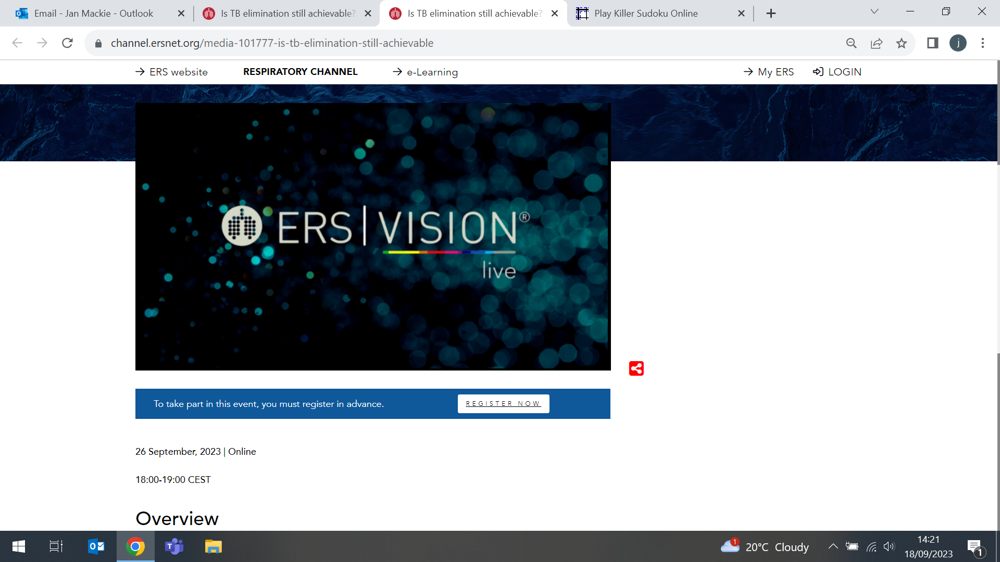 Email - Jan Mackie - Outlook
Is TB elimination still achievable?
Is TB elimination still achievable?
Play Killer Sudoku Online
channel.ersnet.org/media-101777-is-tb-elimination-still-achievable
j
ERS website
RESPIRATORY CHANNEL
e-Learning
My ERS
LOGIN
ERS|VISION®
live
To take part in this event, you must register in advance.
REGISTER NOW
26 September, 2023 | Online
18:00-19:00 CEST
Overview
1
20°C Cloudy
14:21
18/09/2023
1